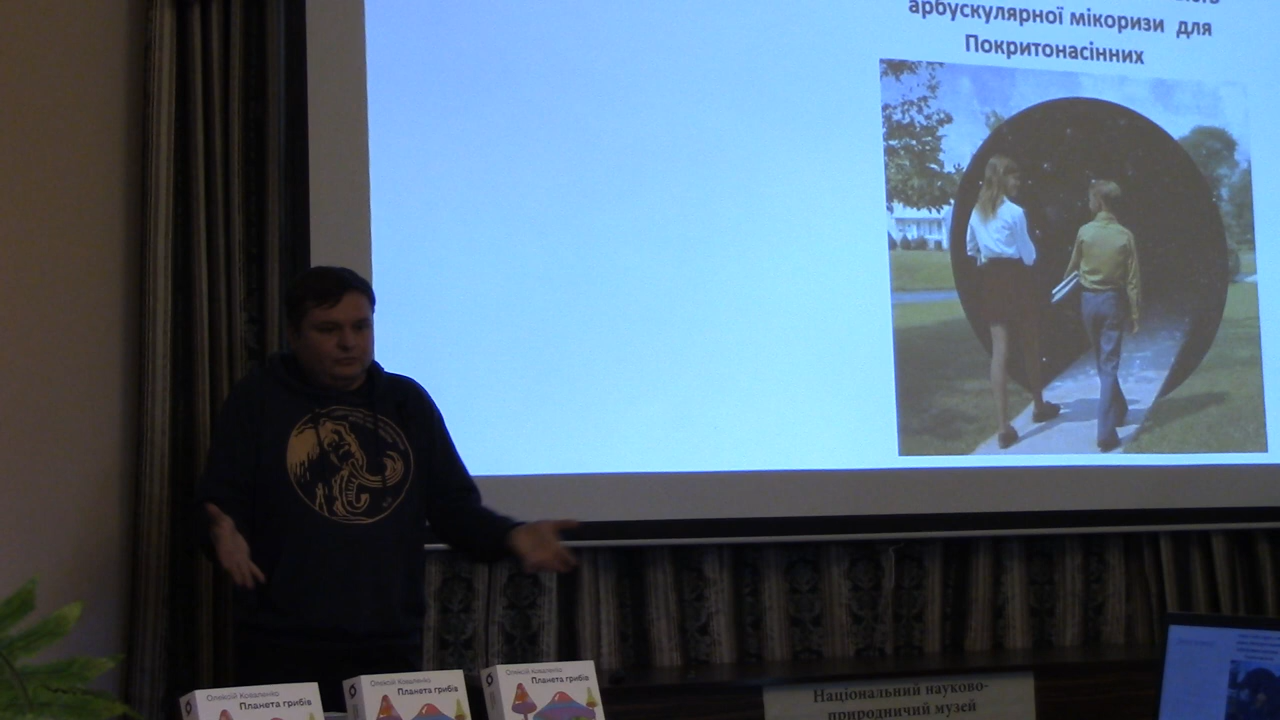 арбускулярної мікоризи для
Покритонасінних
Олексій Коваленко
Планета грибів
Олексій Коваленко
Планета грибів
Олексій Коваленко
Планета грибів
Національний науково-
природничий музей